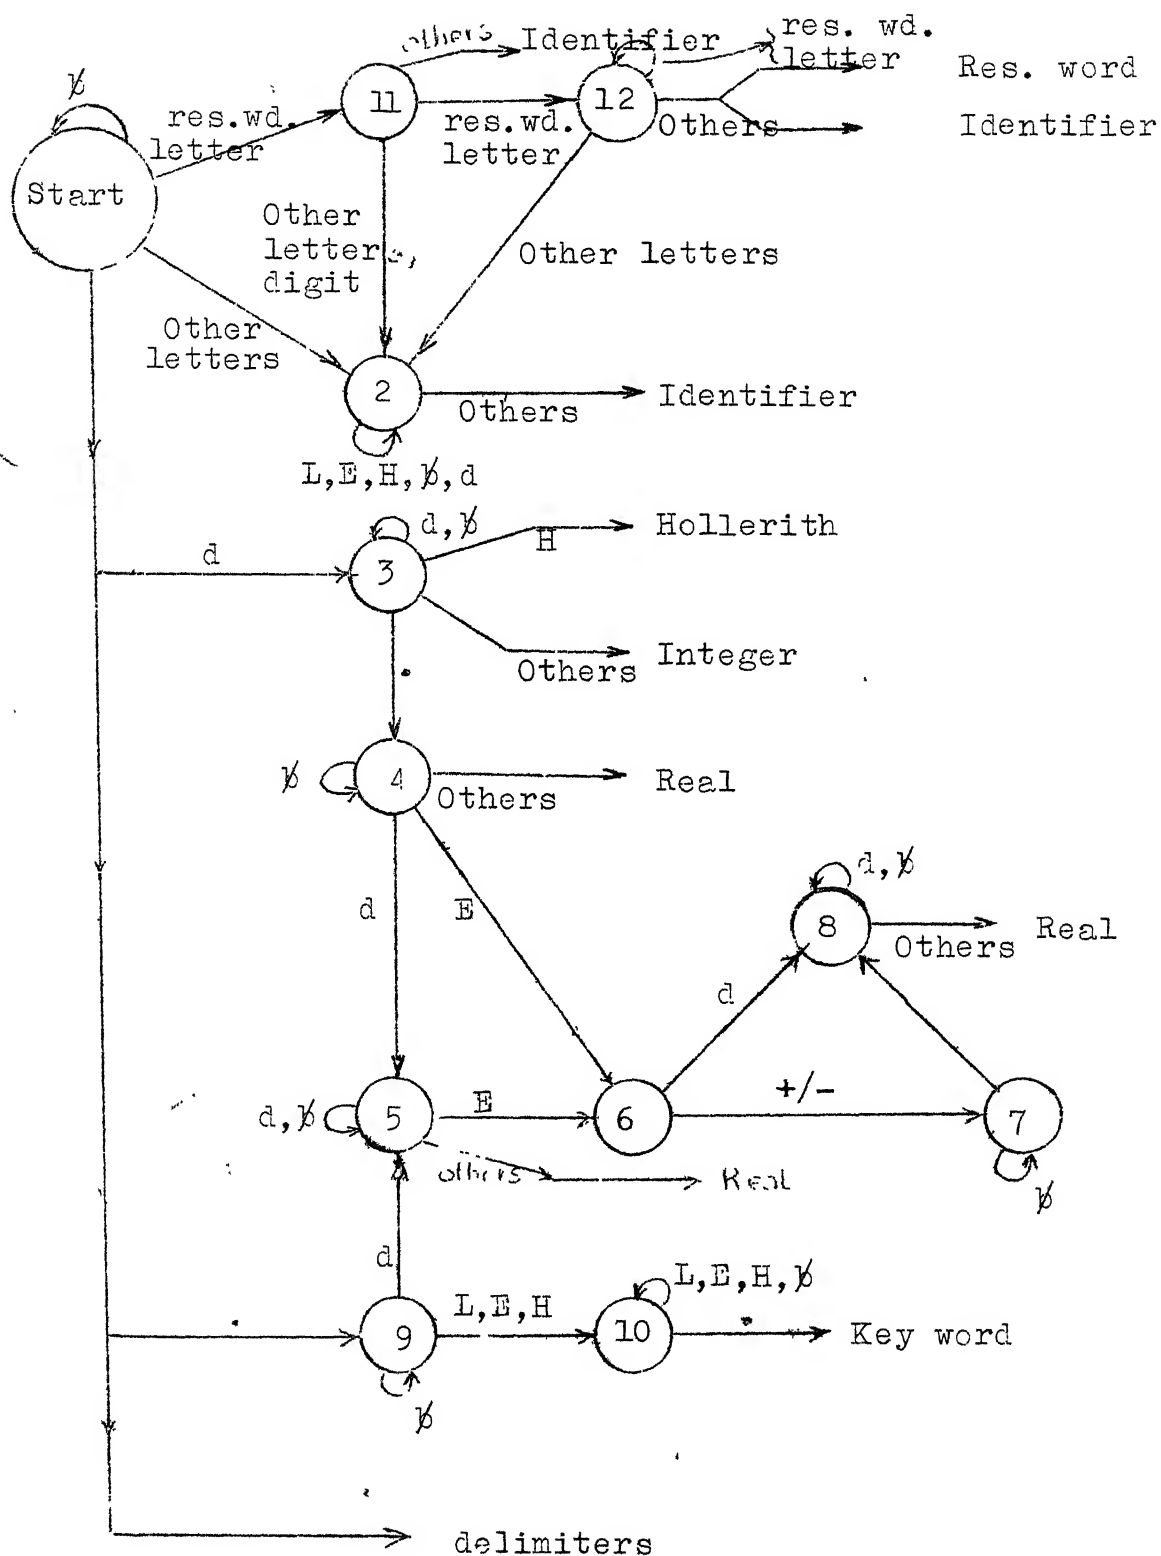 others
Identifier
res. wd.
letter
Res. word
ƀ
11
12
res.wd.
letter
res.wd.
letter
Others
Identifier
Start
Other
letters,
digit
Other letters
Other
letters
2
Others
Identifier
L,E,H,ƀ,d
d,ƀ
H
Hollerith
d
3
Others
Integer
.
ƀ
4
Others
Real
d
E
d,ƀ
8
Others
Real
d
+/-
d,ƀ
5
E
6
7
others
Real
ƀ
d
L,E,H
L,E,H,ƀ
.
9
10
.
Key word
ƀ
delimiters